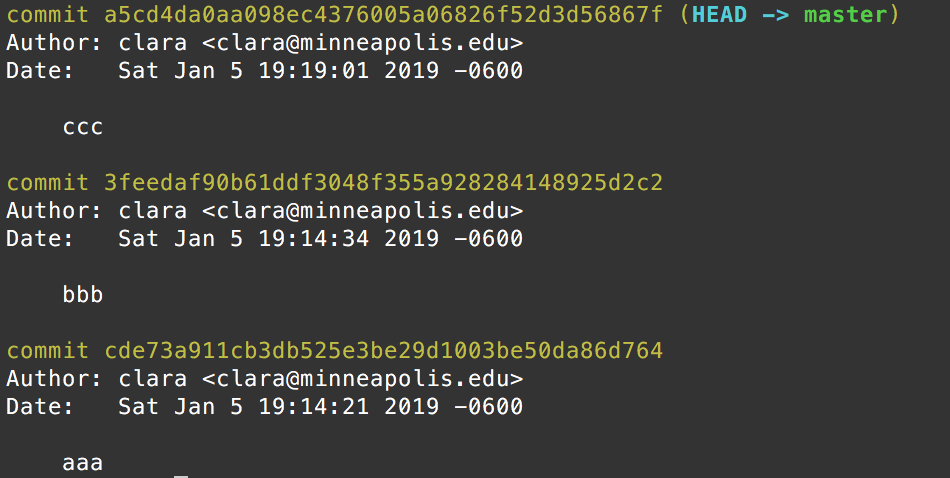 commit a5cd4da0aa098ec4376005a06826f52d3d56867f (HEAD -> master)
Author: clara <clara@minneapolis.edu>
Date:   Sat Jan 5 19:19:01 2019 -0600
    ccc
commit 3feedaf90b61ddf3048f355a928284148925d2c2
Author: clara <clara@minneapolis.edu>
Date:   Sat Jan 5 19:14:34 2019 -0600
    bbb
commit cde73a911cb3db525e3be29d1003be50da86d764
Author: clara <clara@minneapolis.edu>
Date:   Sat Jan 5 19:14:21 2019 -0600
    aaa